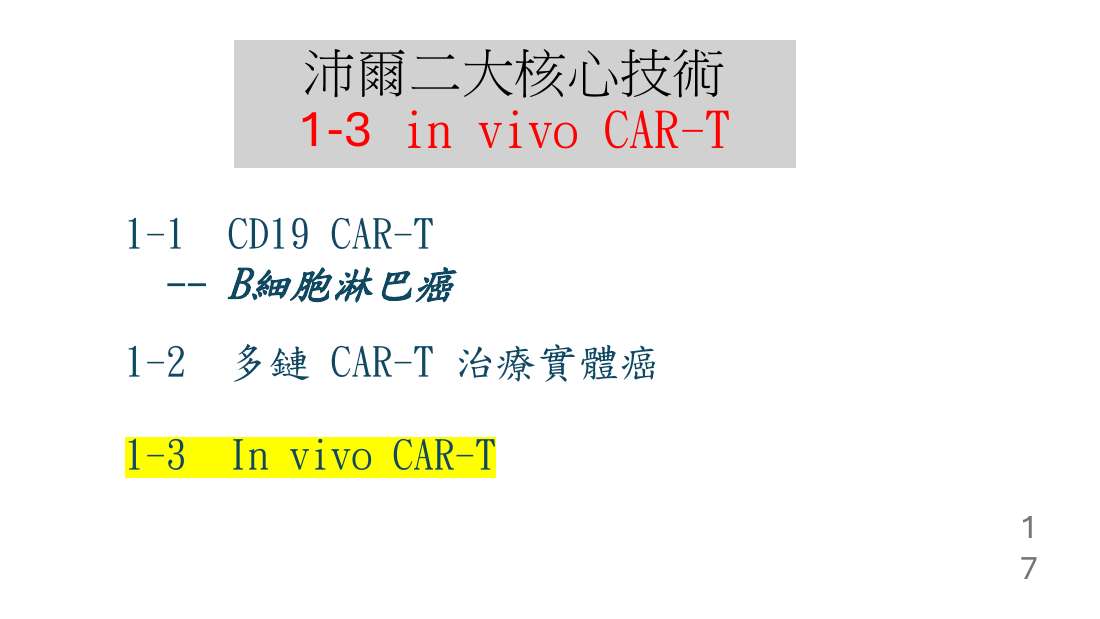 沛爾二大核心技術
1-3 in vivo CAR-T
1-1 CD19 CAR-T
-- B細胞淋巴癌
1-2 多鏈 CAR-T 治療實體癌
1-3 In vivo CAR-T
1
7